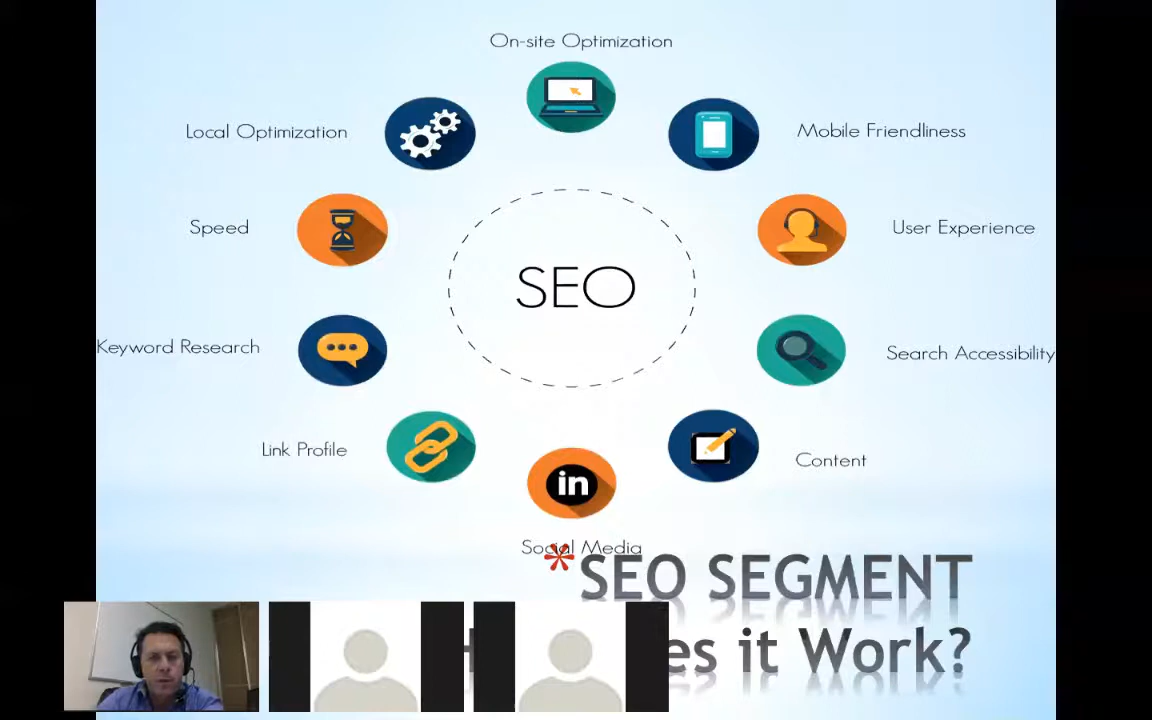 On-site Optimization
Local Optimization
Mobile Friendliness
Speed
User Experience
SEO
Keyword Research
Search Accessibility
Link Profile
Content
in
Social Media
* SEO SEGMENT
it Work?